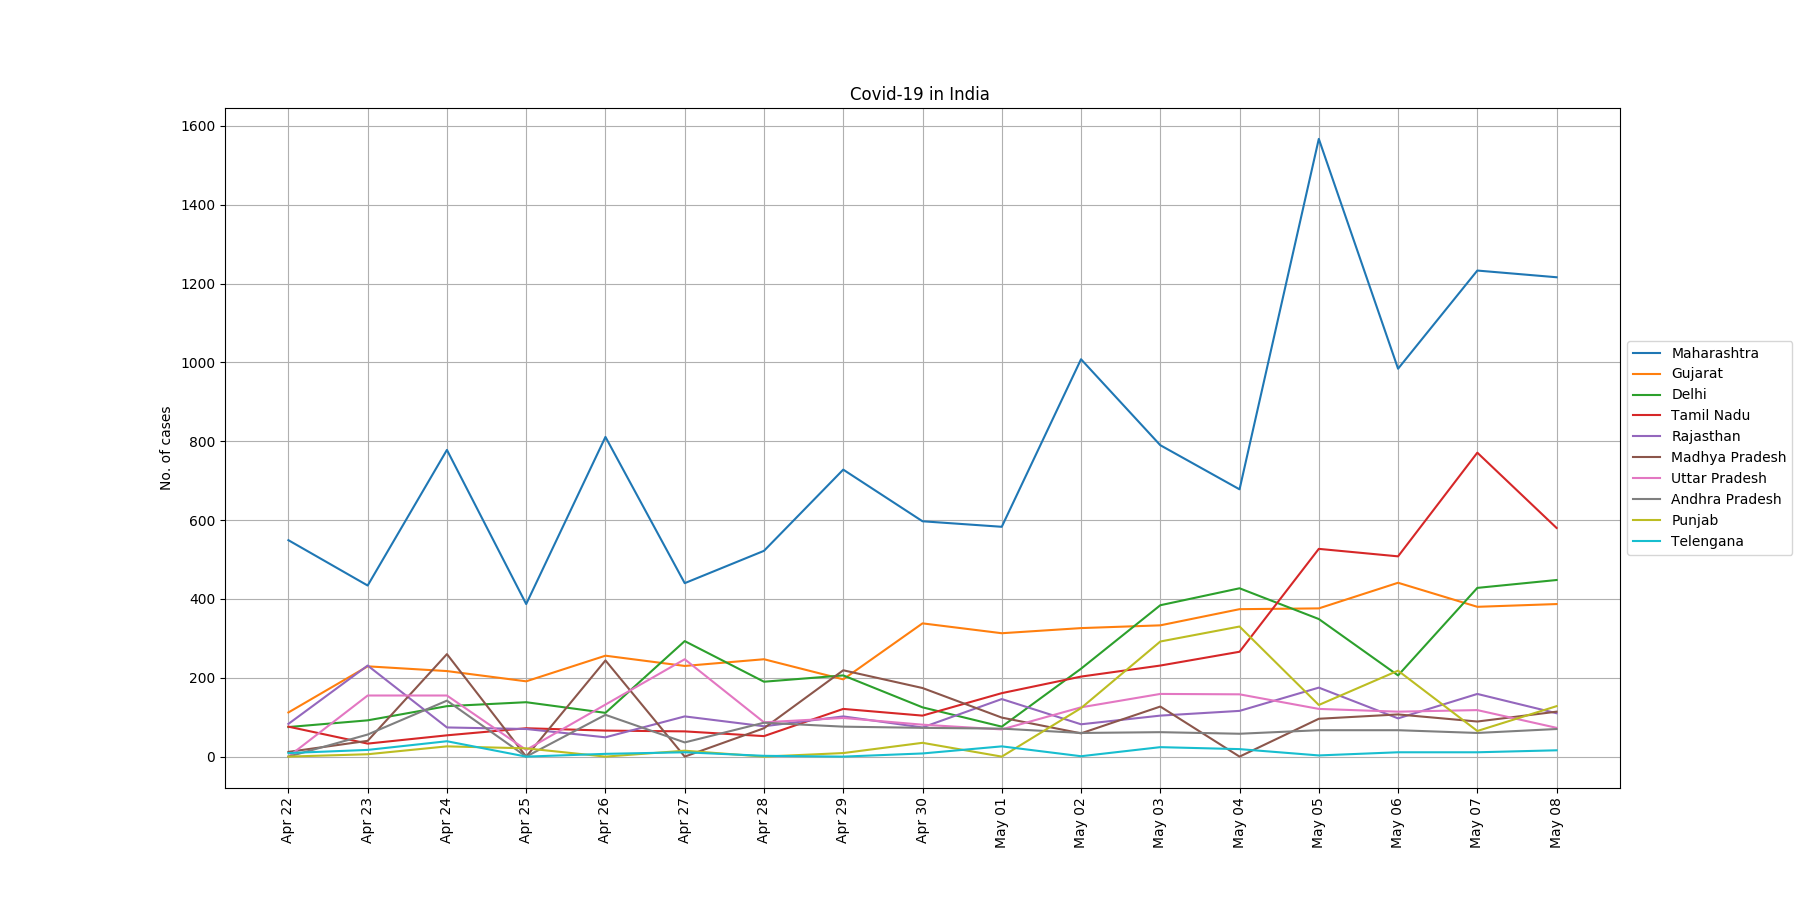 Covid-19 in India
No. of cases
1600
1400
1200
1000
800
600
400
200
0
Apr 22
Apr 23
Apr 24
Apr 25
Apr 26
Apr 27
Apr 28
Apr 29
Apr 30
May 01
May 02
May 03
May 04
May 05
May 06
May 07
May 08
Maharashtra
Gujarat
Delhi
Tamil Nadu
Rajasthan
Madhya Pradesh
Uttar Pradesh
Andhra Pradesh
Punjab
Telengana